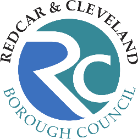 REDCAR & CLEVELAND
RC
BOROUGH COUNCIL